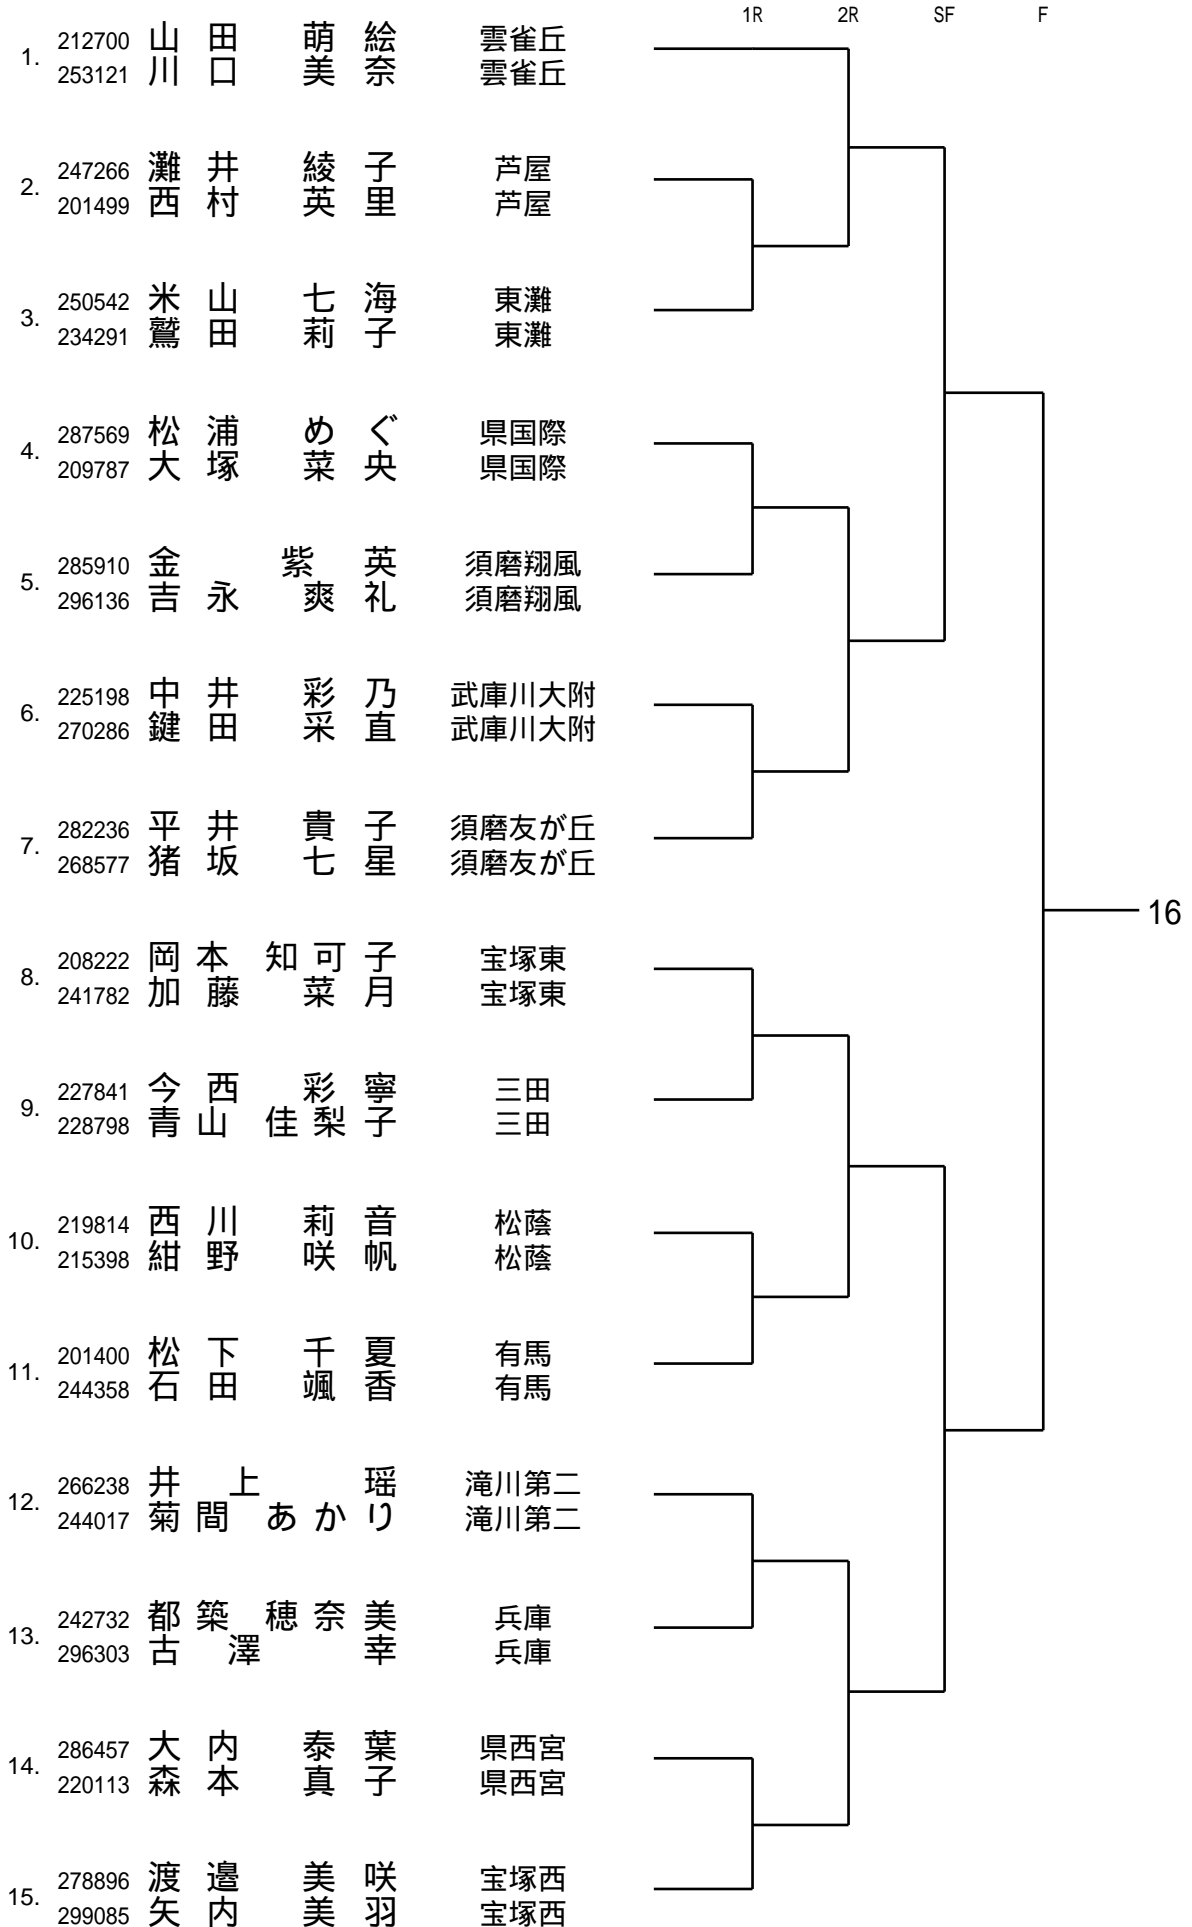 1R 2R SF F
1. 212700 山田 萌絵 雲雀丘
253121 川口 美奈 雲雀丘
2. 247266 灘井 綾子 芦屋
201499 西村 英里 芦屋
3. 250542 米山 七海 東灘
234291 鷲田 莉子 東灘
4. 287569 松浦 めぐ 県国際
209787 大塚 菜央 県国際
5. 285910 金 紫英 須磨翔風
296136 吉永 爽礼 須磨翔風
6. 225198 中井 彩乃 武庫川大附
270286 鍵田 采直 武庫川大附
7. 282236 平井 貴子 須磨友が丘
268577 猪坂 七星 須磨友が丘
16
8. 208222 岡本 知可子 宝塚東
241782 加藤 菜月 宝塚東
9. 227841 今西 彩寧 三田
228798 青山 佳梨子 三田
10. 219814 西川 莉音 松蔭
215398 紺野 咲帆 松蔭
11. 201400 松下 千夏 有馬
244358 石田 颯香 有馬
12. 266238 井上 瑶 滝川第二
244017 菊間 あかり 滝川第二
13. 242732 都築 穂奈美 兵庫
296303 古澤 幸 兵庫
14. 286457 大内 泰葉 県西宮
220113 森本 真子 県西宮
15. 278896 渡邉 美咲 宝塚西
299085 矢内 美羽 宝塚西